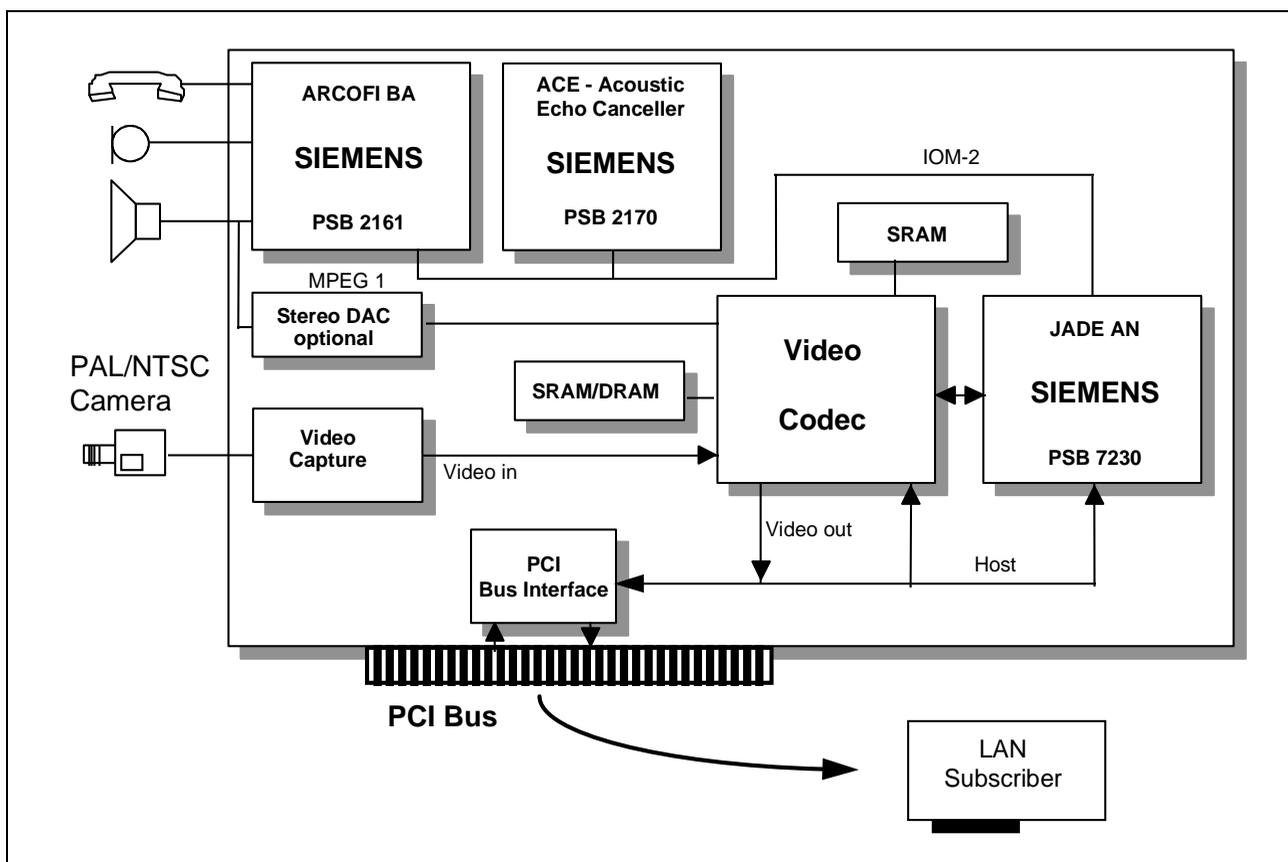 ARCOFI BA
SIEMENS
PSB 2161
ACE - Acoustic
Echo Canceller
SIEMENS
PSB 2170
IOM-2
SRAM
MPEG 1
Stereo DAC
optional
Video
Codec
JADE AN
SIEMENS
PSB 7230
SRAM/DRAM
PAL/NTSC
Camera
Video
Capture
Video in
Video out
PCI
Bus Interface
Host
PCI Bus
LAN
Subscriber